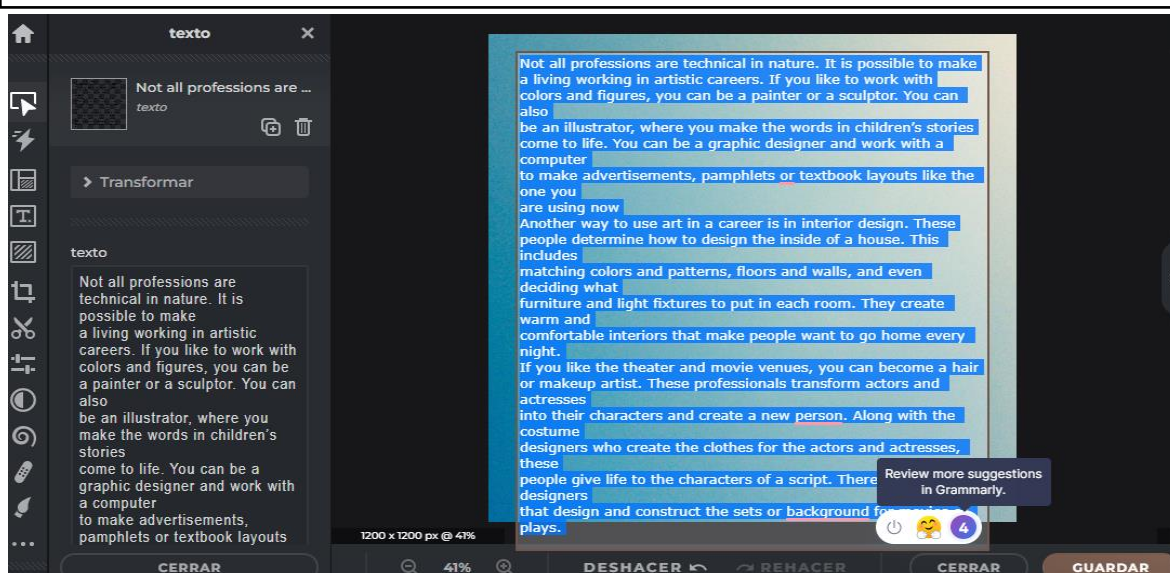 texto
Not all professions are ...
texto
Transformar
texto
Not all professions are
technical in nature. It is
possible to make
a living working in artistic
careers. If you like to work with
colors and figures, you can be
a painter or a sculptor. You can
also
be an illustrator, where you
make the words in children's
stories
come to life. You can be a
graphic designer and work with
a computer
to make advertisements,
pamphlets or textbook layouts
CERRAR
Not all professions are technical in nature. It is possible to make
a living working in artistic careers. If you like to work with
colors and figures, you can be a painter or a sculptor. You can
also
be an illustrator, where you make the words in children's stories
come to life. You can be a graphic designer and work with a
computer
to make advertisements, pamphlets or textbook layouts like the
one you
are using now
Another way to use art in a career is in interior design. These
people determine how to design the inside of a house. This
includes
matching colors and patterns, floors and walls, and even
deciding what
furniture and light fixtures to put in each room. They create
warm and
comfortable interiors that make people want to go home every
night.
If you like the theater and movie venues, you can become a hair
or makeup artist. These professionals transform actors and
actresses
into their characters and create a new person. Along with the
costume
designers who create the clothes for the actors and actresses,
these
people give life to the characters of a script. There
designers
that design and construct the sets or background
plays.
Review more suggestions
in Grammarly.
4
1200 x 1200 px @ 41%
41%
DESHACER
REHACER
CERRAR
GUARDAR